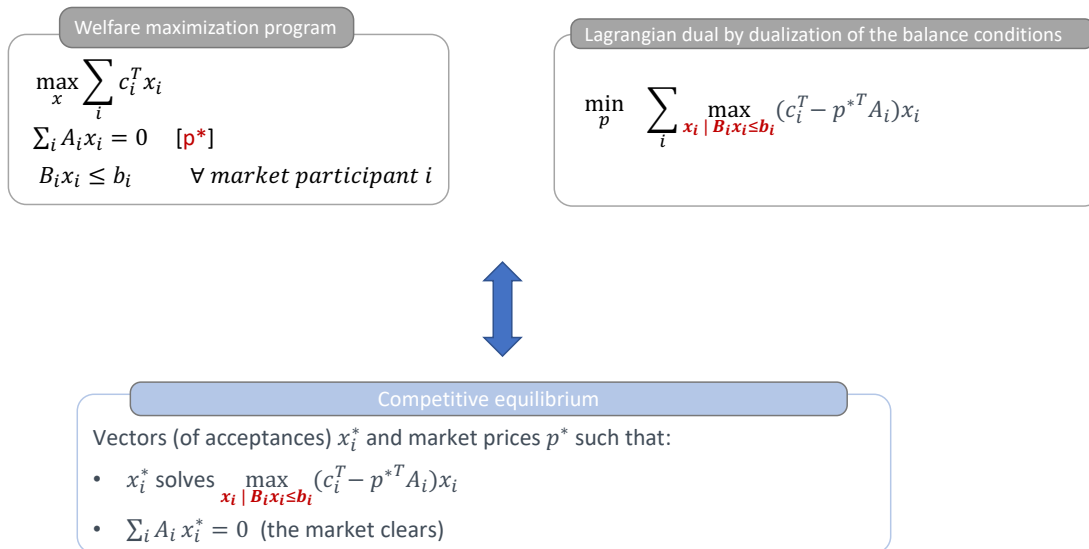 Welfare maximization program
max_x ∑_i c_i^T x_i
∑_i A_i x_i = 0 [p*]
B_i x_i ≤ b_i ∀ market participant i
Lagrangian dual by dualization of the balance conditions
min_p ∑_i max_{x_i | B_i x_i ≤ b_i} (c_i^T − p*^T A_i) x_i
Competitive equilibrium
Vectors (of acceptances) x_i^* and market prices p^* such that:
• x_i^* solves max_{x_i | B_i x_i ≤ b_i} (c_i^T − p*^T A_i) x_i
• ∑_i A_i x_i^* = 0 (the market clears)